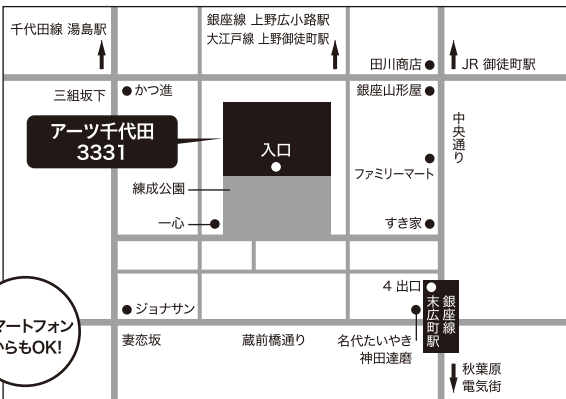 千代田線 湯島駅
銀座線 上野広小路駅
大江戸線 上野御徒町駅
田川商店
JR 御徒町駅
三組坂下
かつ進
銀座山形屋
アーツ千代田
3331
入口
中央通り
ファミリーマート
練成公園
一心
すき家
4 出口
銀座線
末広町駅
ジョナサン
マートフォン
からもOK!
妻恋坂
蔵前橋通り
名代たいやき
神田達磨
秋葉原
電気街